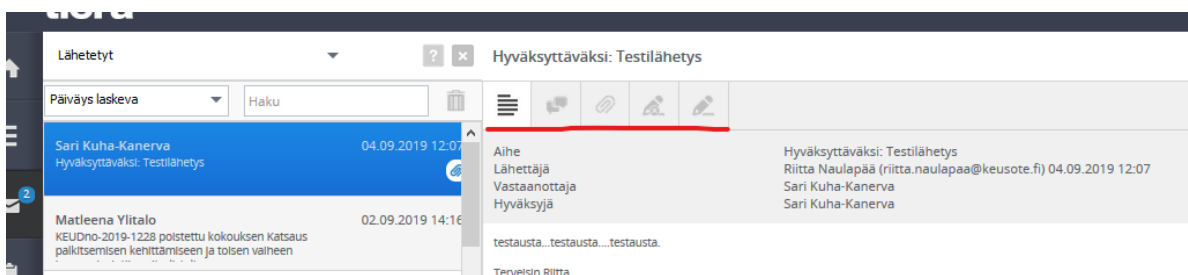 Lähetetyt
?
×
Hyväksyttäväksi: Testilähetys
Päiväys laskeva
Haku
Sari Kuha-Kanerva 04.09.2019 12:07
Hyväksyttäväksi: Testilähetys
2
Matleena Ylitalo 02.09.2019 14:16
KEUDno-2019-1228 poistettu kokouksen Katsaus
palkitsemisen kehittämiseen ja toisen vaiheen
Aihe Hyväksyttäväksi: Testilähetys
Lähettäjä Riitta Naulapää (riitta.naulapaa@keusote.fi) 04.09.2019 12:07
Vastaanottaja Sari Kuha-Kanerva
Hyväksyjä Sari Kuha-Kanerva
testausta...testausta....testausta.
Terveisin Riitta